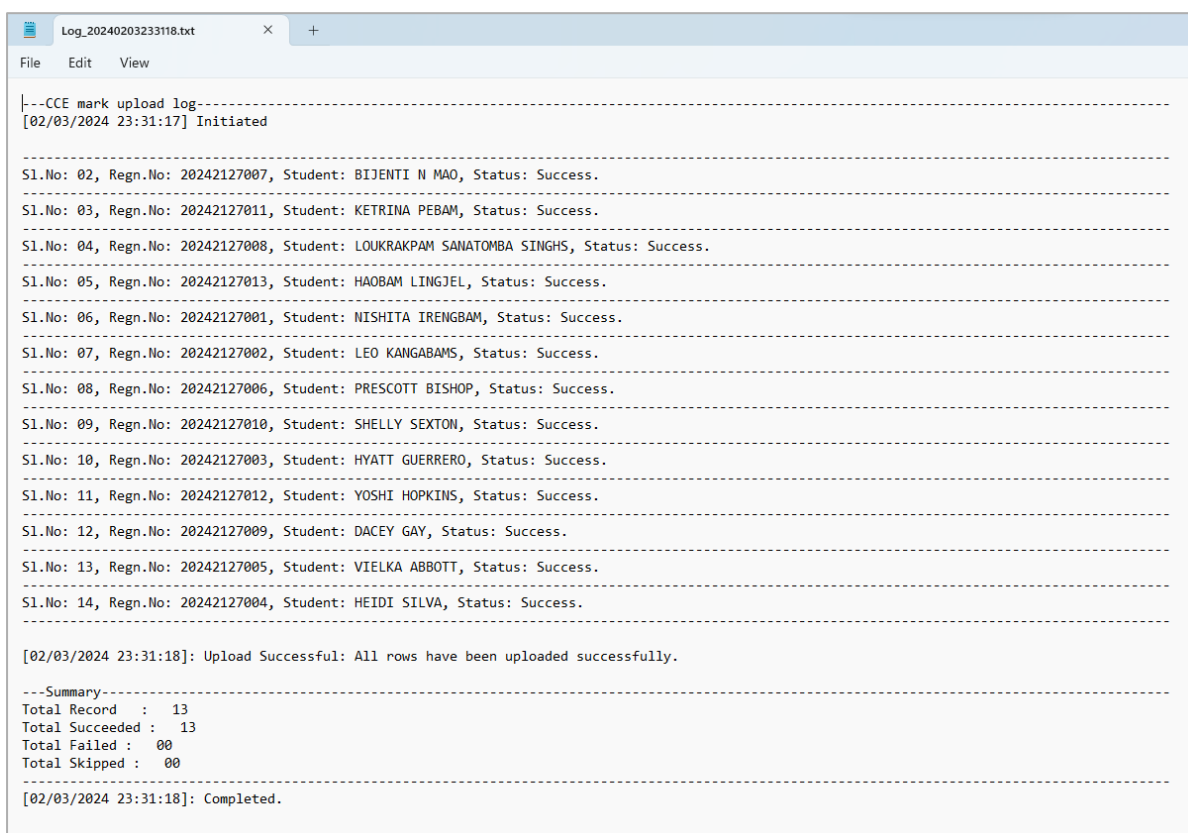 Log_20240203233118.txt
File Edit View
---CCE mark upload log--------------------------------------------------------------------------------------------------------------------------
[02/03/2024 23:31:17] Initiated
-------------------------------------------------------------------------------------------------------------------------------------------------
Sl.No: 02, Regn.No: 20242127007, Student: BIJENTI N MAO, Status: Success.
-------------------------------------------------------------------------------------------------------------------------------------------------
Sl.No: 03, Regn.No: 20242127011, Student: KETRINA PEBAM, Status: Success.
-------------------------------------------------------------------------------------------------------------------------------------------------
Sl.No: 04, Regn.No: 20242127008, Student: LOUKRAKPAM SANATOMBA SINGHS, Status: Success.
-------------------------------------------------------------------------------------------------------------------------------------------------
Sl.No: 05, Regn.No: 20242127013, Student: HAOBAM LINGJEL, Status: Success.
-------------------------------------------------------------------------------------------------------------------------------------------------
Sl.No: 06, Regn.No: 20242127001, Student: NISHITA IRENGBAM, Status: Success.
-------------------------------------------------------------------------------------------------------------------------------------------------
Sl.No: 07, Regn.No: 20242127002, Student: LEO KANGABAMS, Status: Success.
-------------------------------------------------------------------------------------------------------------------------------------------------
Sl.No: 08, Regn.No: 20242127006, Student: PRESCOTT BISHOP, Status: Success.
-------------------------------------------------------------------------------------------------------------------------------------------------
Sl.No: 09, Regn.No: 20242127010, Student: SHELLY SEXTON, Status: Success.
-------------------------------------------------------------------------------------------------------------------------------------------------
Sl.No: 10, Regn.No: 20242127003, Student: HYATT GUERRERO, Status: Success.
-------------------------------------------------------------------------------------------------------------------------------------------------
Sl.No: 11, Regn.No: 20242127012, Student: YOSHI HOPKINS, Status: Success.
-------------------------------------------------------------------------------------------------------------------------------------------------
Sl.No: 12, Regn.No: 20242127009, Student: DACEY GAY, Status: Success.
-------------------------------------------------------------------------------------------------------------------------------------------------
Sl.No: 13, Regn.No: 20242127005, Student: VIELKA ABBOTT, Status: Success.
-------------------------------------------------------------------------------------------------------------------------------------------------
Sl.No: 14, Regn.No: 20242127004, Student: HEIDI SILVA, Status: Success.
-------------------------------------------------------------------------------------------------------------------------------------------------
[02/03/2024 23:31:18]: Upload Successful: All rows have been uploaded successfully.
---Summary---------------------------------------------------------------------------------------------------------------------------------------
Total Record   :   13
Total Succeeded :   13
Total Failed :   00
Total Skipped :   00
-------------------------------------------------------------------------------------------------------------------------------------------------
[02/03/2024 23:31:18]: Completed.